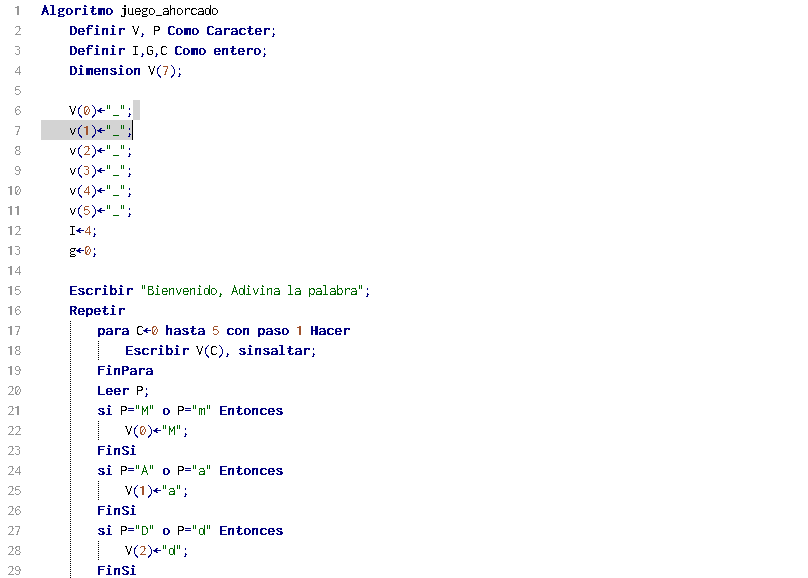 1 Algoritmo juego_ahorcado
2 Definir V, P Como Caracter;
3 Definir I,G,C Como entero;
4 Dimension V(7);
5
6 V(0)←"_";
7 v(1)←"_";
8 v(2)←"_";
9 v(3)←"_";
10 v(4)←"_";
11 v(5)←"_";
12 I←4;
13 g←0;
14
15 Escribir "Bienvenido, Adivina la palabra";
16 Repetir
17 para C←0 hasta 5 con paso 1 Hacer
18 Escribir V(C), sinsaltar;
19 FinPara
20 Leer P;
21 si P="M" o P="m" Entonces
22 V(0)←"M";
23 FinSi
24 si P="A" o P="a" Entonces
25 V(1)←"a";
26 FinSi
27 si P="D" o P="d" Entonces
28 V(2)←"d";
29 FinSi